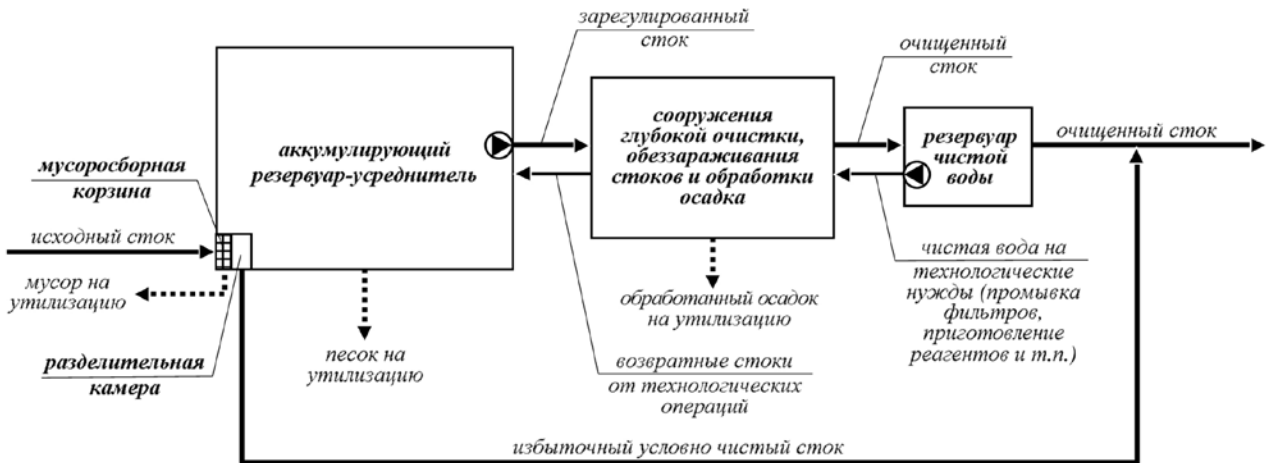 зарегулированный
сток
очищенный
сток
аккумулирующий
резервуар-усреднитель
сооружения
глубокой очистки,
обеззараживания
стоков и обработки
осадка
резервуар
чистой
воды
очищенный сток
мусоросборная
корзина
исходный сток
мусор на
утилизацию
разделительная
камера
песок на
утилизацию
обработанный осадок
на утилизацию
возвратные стоки
от технологических
операций
чистая вода на
технологические
нужды (промывка
фильтров,
приготовление
реагентов и т.п.)
избыточный условно чистый сток